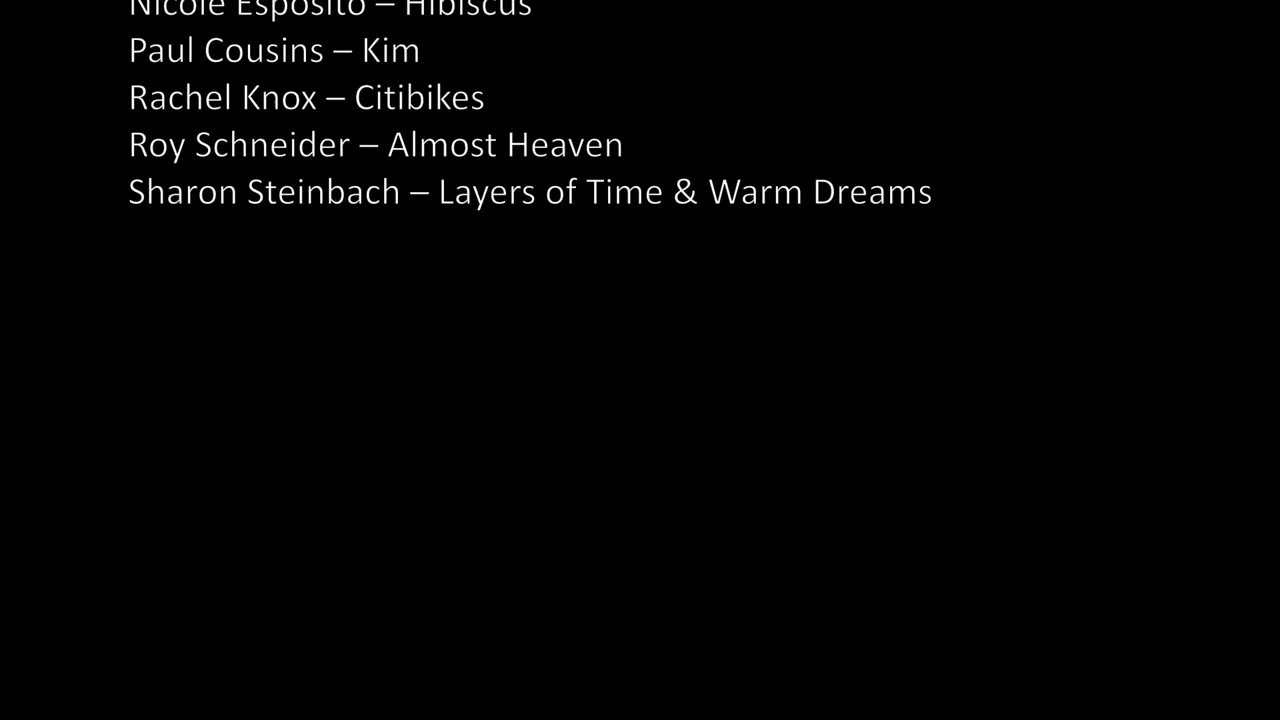 Nicole Esposito – Hibiscus
Paul Cousins – Kim
Rachel Knox – Citibikes
Roy Schneider – Almost Heaven
Sharon Steinbach – Layers of Time & Warm Dreams